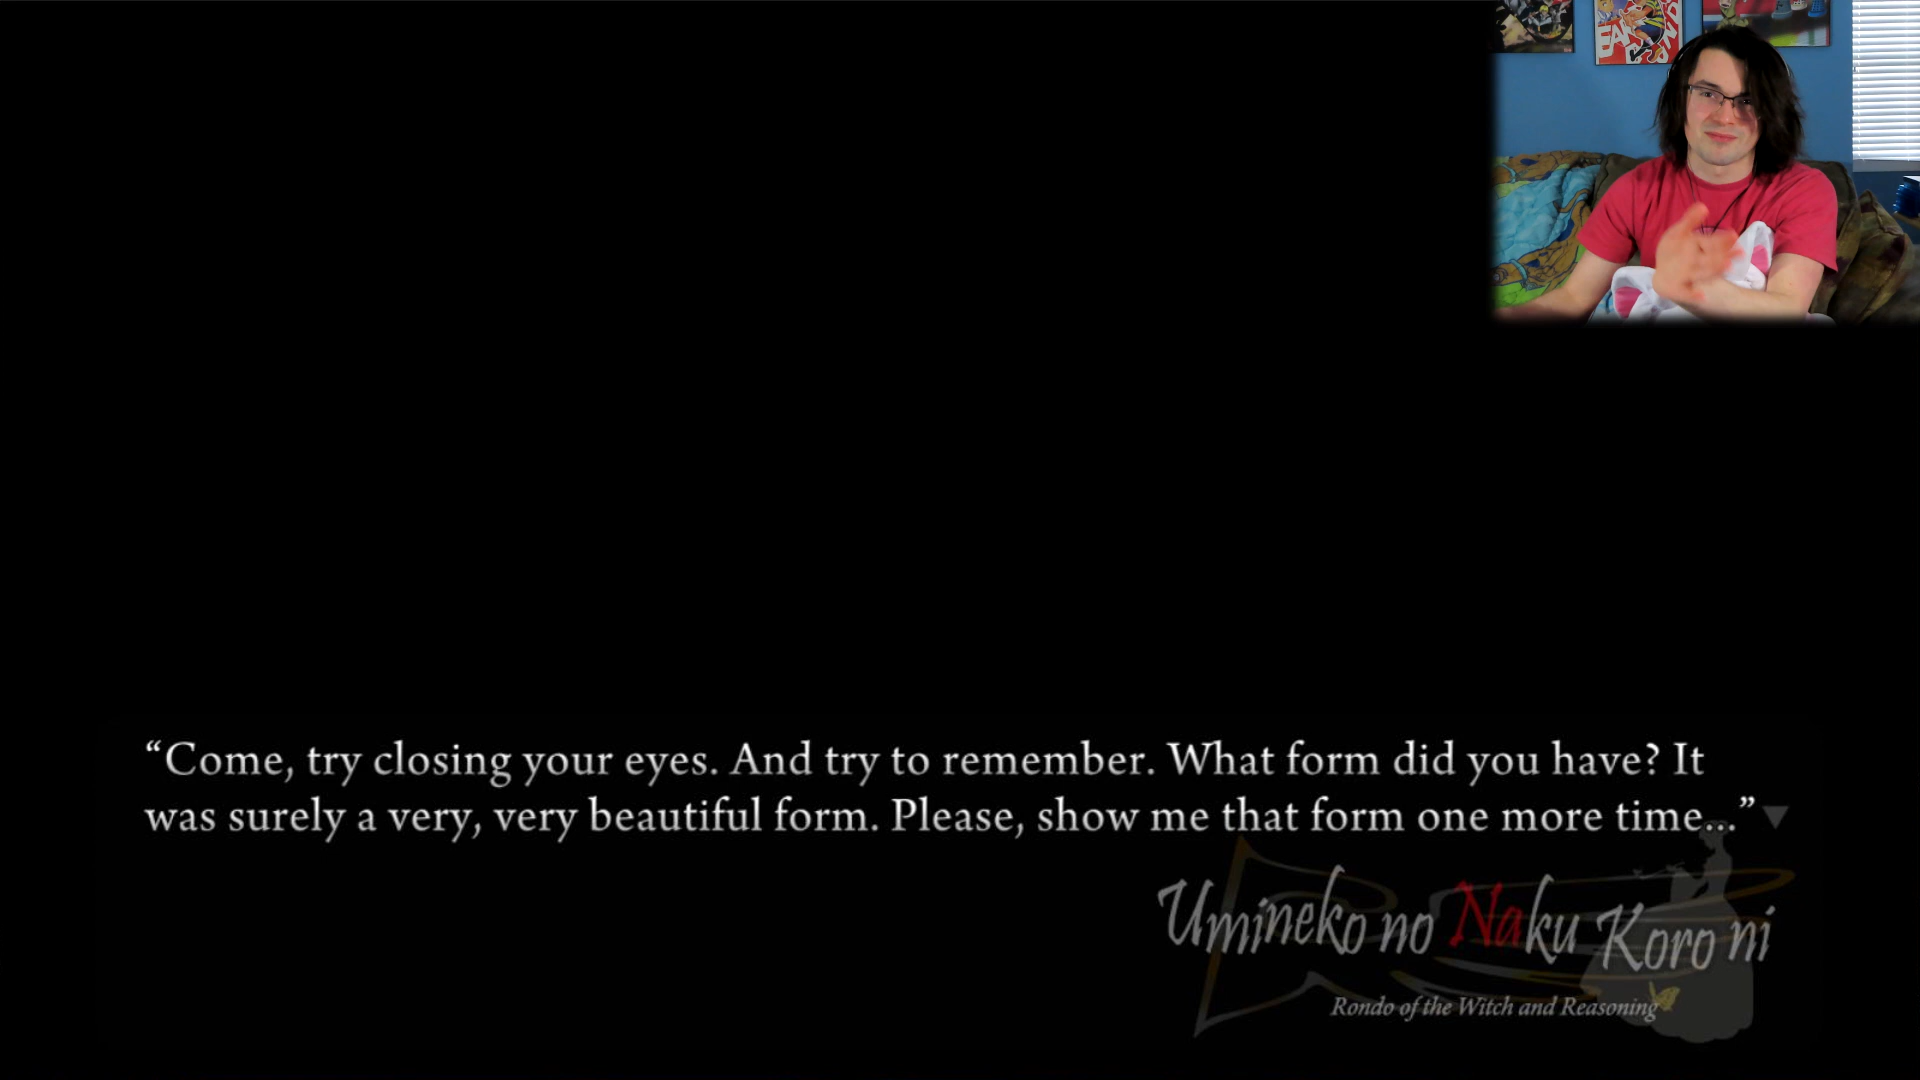 “Come, try closing your eyes. And try to remember. What form did you have? It
was surely a very, very beautiful form. Please, show me that form one more time...”
Umineko no Naku Koro ni
Rondo of the Witch and Reasoning